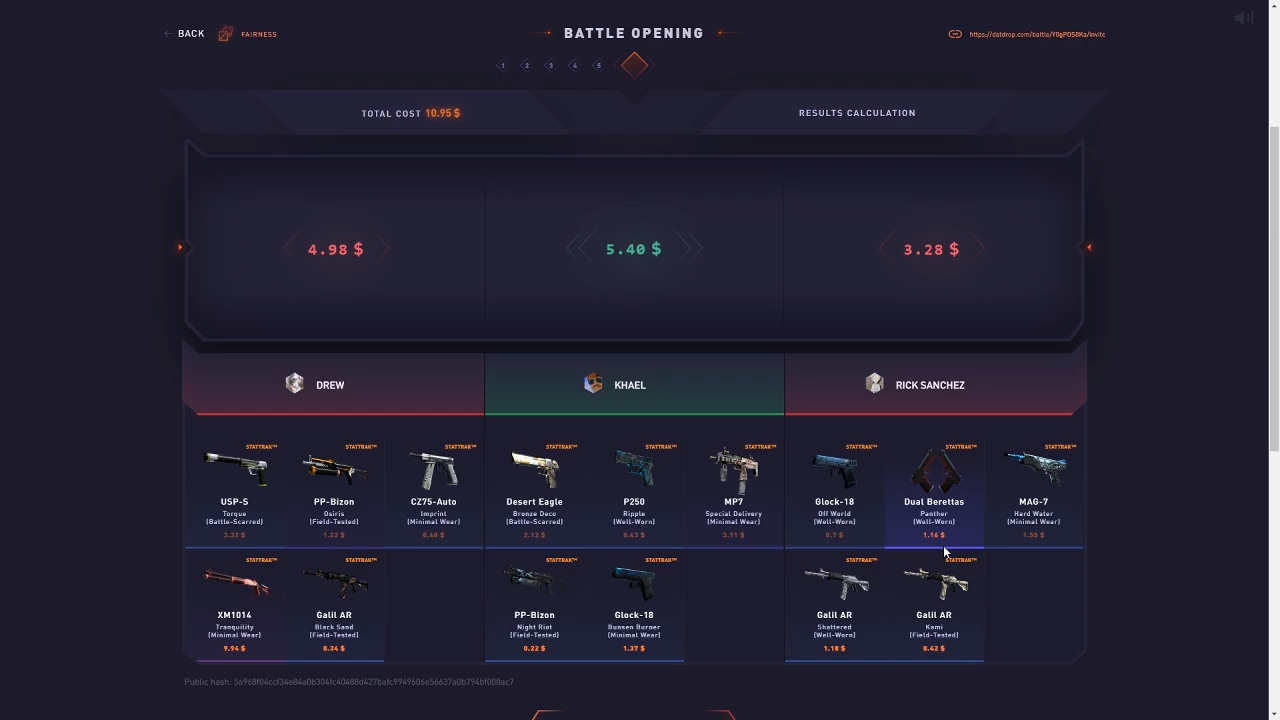 ← BACK
FAIRNESS
BATTLE OPENING
https://datdrop.com/battle/Y0gPOS0Ka/invite
1 2 3 4 5
TOTAL COST 10.95 $
RESULTS CALCULATION
4.98 $
5.40 $
3.28 $
DREW
KHAEL
RICK SANCHEZ
STATTRAK™ STATTRAK™ STATTRAK™ STATTRAK™ STATTRAK™ STATTRAK™ STATTRAK™ STATTRAK™ STATTRAK™
USP-S PP-Bizon CZ75-Auto Desert Eagle P250 MP7 Glock-18 Dual Berettas MAG-7
Torque Osiris Imprint Bronze Deco Ripple Special Delivery Off World Panther Hard Water
(Battle-Scarred) (Field-Tested) (Minimal Wear) (Battle-Scarred) (Well-Worn) (Minimal Wear) (Well-Worn) (Well-Worn) (Minimal Wear)
3.32 $ 1.22 $ 0.48 $ 2.12 $ 0.43 $ 3.11 $ 0.7 $ 1.16 $ 1.55 $
STATTRAK™ STATTRAK™ STATTRAK™ STATTRAK™ STATTRAK™ STATTRAK™
XM1014 Galil AR PP-Bizon Glock-18 Galil AR Galil AR
Tranquility Black Sand Night Riot Bunsen Burner Shattered Kami
(Minimal Wear) (Field-Tested) (Field-Tested) (Minimal Wear) (Well-Worn) (Field-Tested)
9.94 $ 0.34 $ 0.22 $ 1.37 $ 1.18 $ 0.42 $
Public hash: